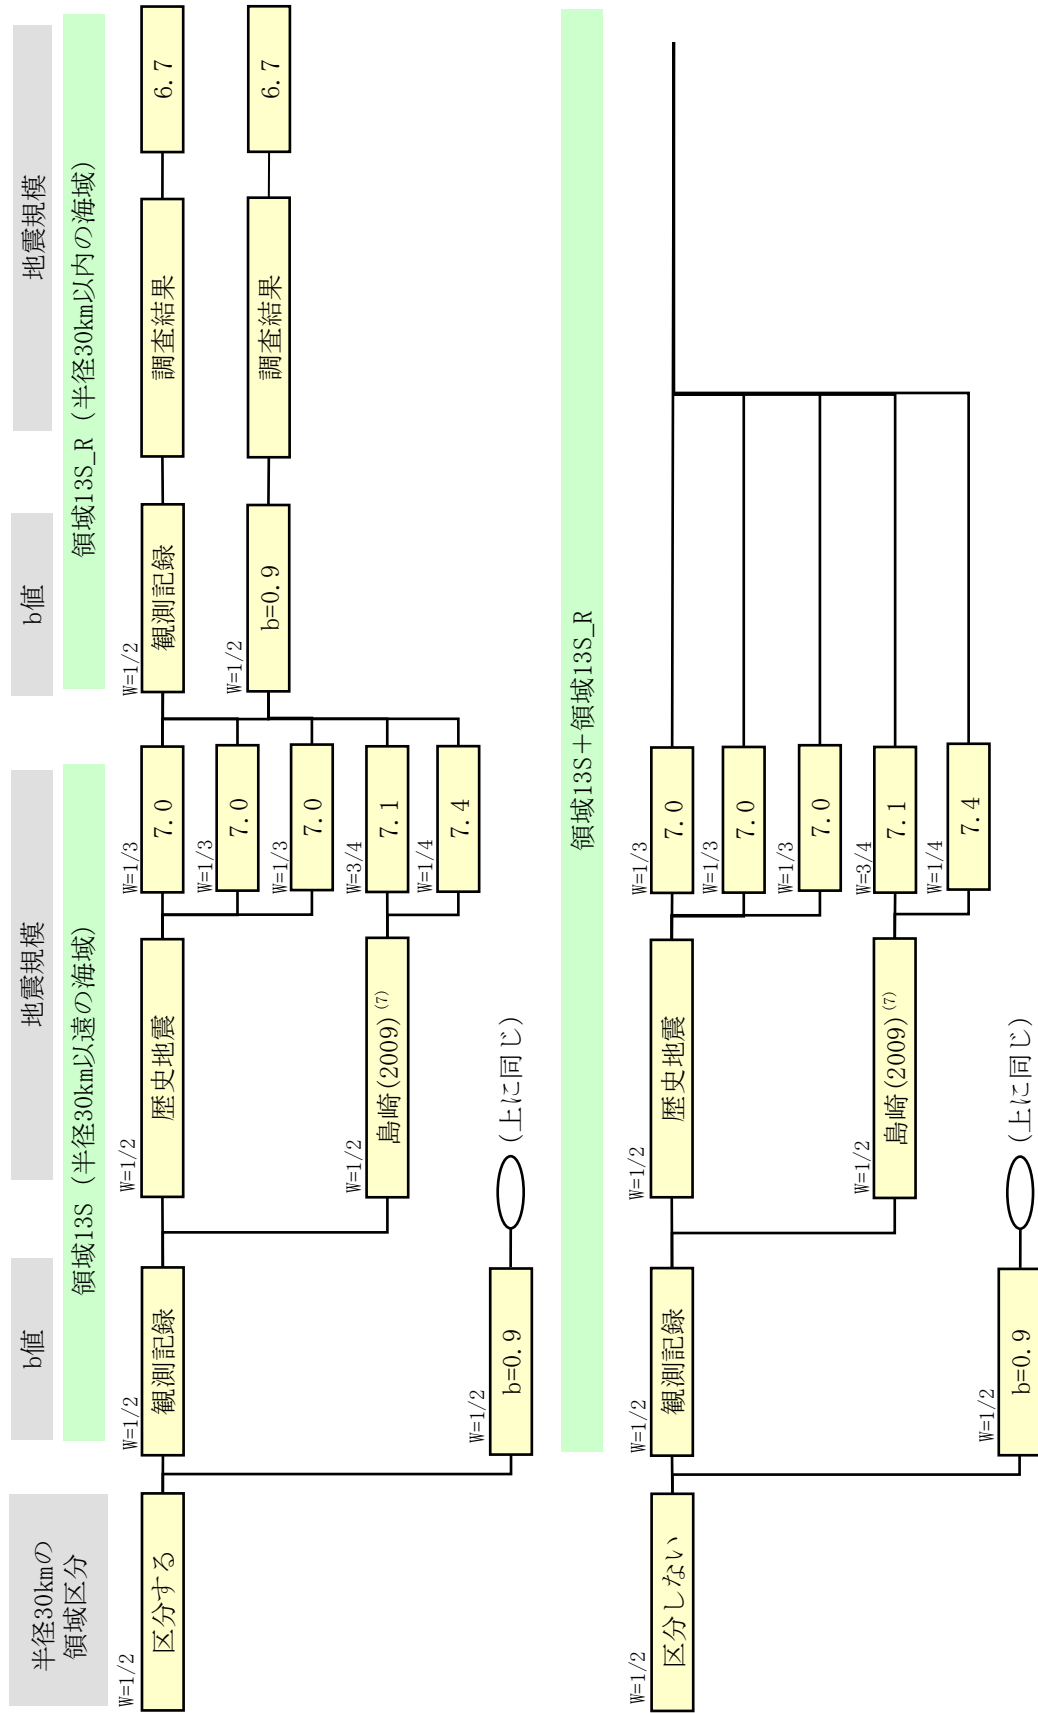 半径30kmの
領域区分
b値
地震規模
b値
地震規模
領域13S (半径30km以遠の海域)
領域13S_R (半径30km以内の海域)
W=1/2
区分する
W=1/2
観測記録
W=1/2
歴史地震
W=1/3
7.0
W=1/3
7.0
W=1/3
7.0
W=1/2
島崎(2009)(7)
W=3/4
7.1
W=1/4
7.4
W=1/2
b=0.9
(上に同じ)
W=1/2
観測記録
調査結果
6.7
W=1/2
b=0.9
調査結果
6.7
領域13S+領域13S_R
W=1/2
区分しない
W=1/2
観測記録
W=1/2
歴史地震
W=1/3
7.0
W=1/3
7.0
W=1/3
7.0
W=1/2
島崎(2009)(7)
W=3/4
7.1
W=1/4
7.4
W=1/2
b=0.9
(上に同じ)